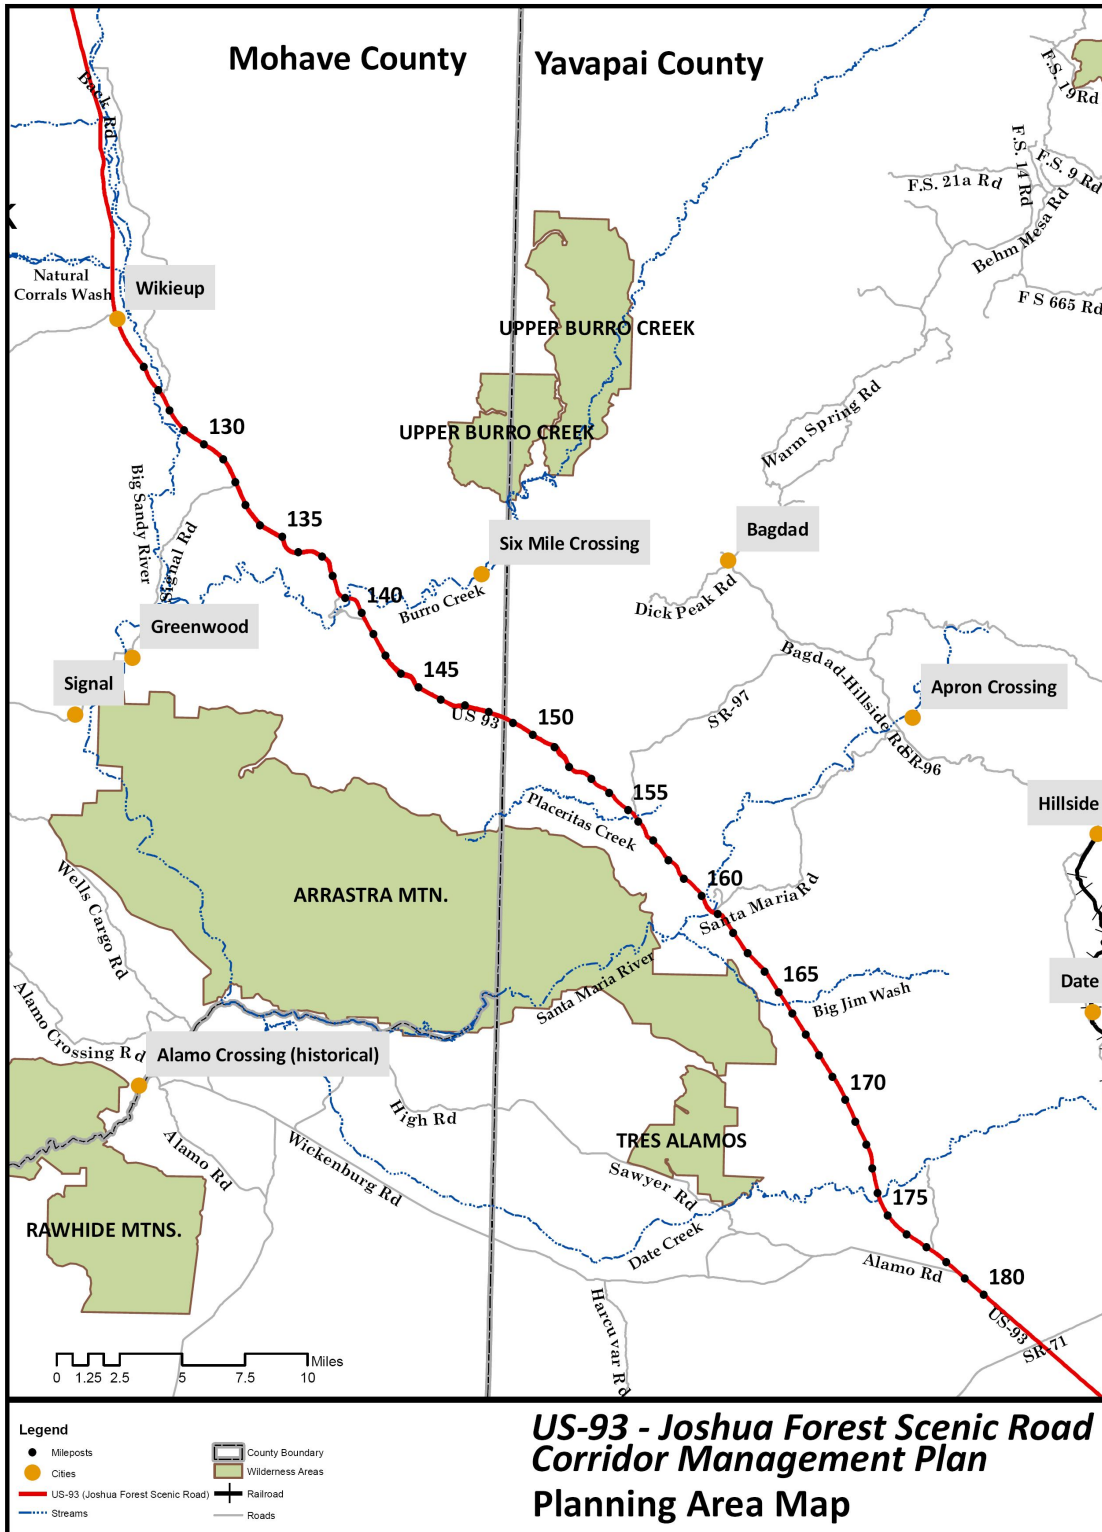 Mohave County
Yavapai County
Back Rd
F.S. 19Rd
F.S. 14 Rd
F.S. 9 Rd
F.S. 21a Rd
Behm Mesa Rd
F S 665 Rd
K
Natural
Corrals Wash
Wikieup
UPPER BURRO CREEK
UPPER BURRO CREEK
130
Warm Spring Rd
Big Sandy River
Signal Rd
135
Six Mile Crossing
Bagdad
140
Burro Creek
Dick Peak Rd
Greenwood
Signal
145
Bagdad-Hillside Rd
Apron Crossing
US 93
150
SR-97
SR-96
155
Placeritas Creek
Hillside
160
Santa Maria Rd
ARRASTRA MTN.
Wells Cargo Rd
165
Santa Maria River
Big Jim Wash
Date
Alamo Crossing Rd
Alamo Crossing (historical)
170
High Rd
TRES ALAMOS
Alamo Rd
Wickenburg Rd
Sawyer Rd
175
RAWHIDE MTNS.
Date Creek
Alamo Rd
180
Harcuvar Rd
US-93
SR-71
Miles
0 1.25 2.5 5 7.5 10
Legend
Mileposts
Cities
US-93 (Joshua Forest Scenic Road)
Streams
County Boundary
Wilderness Areas
Railroad
Roads
US-93 - Joshua Forest Scenic Road
Corridor Management Plan
Planning Area Map